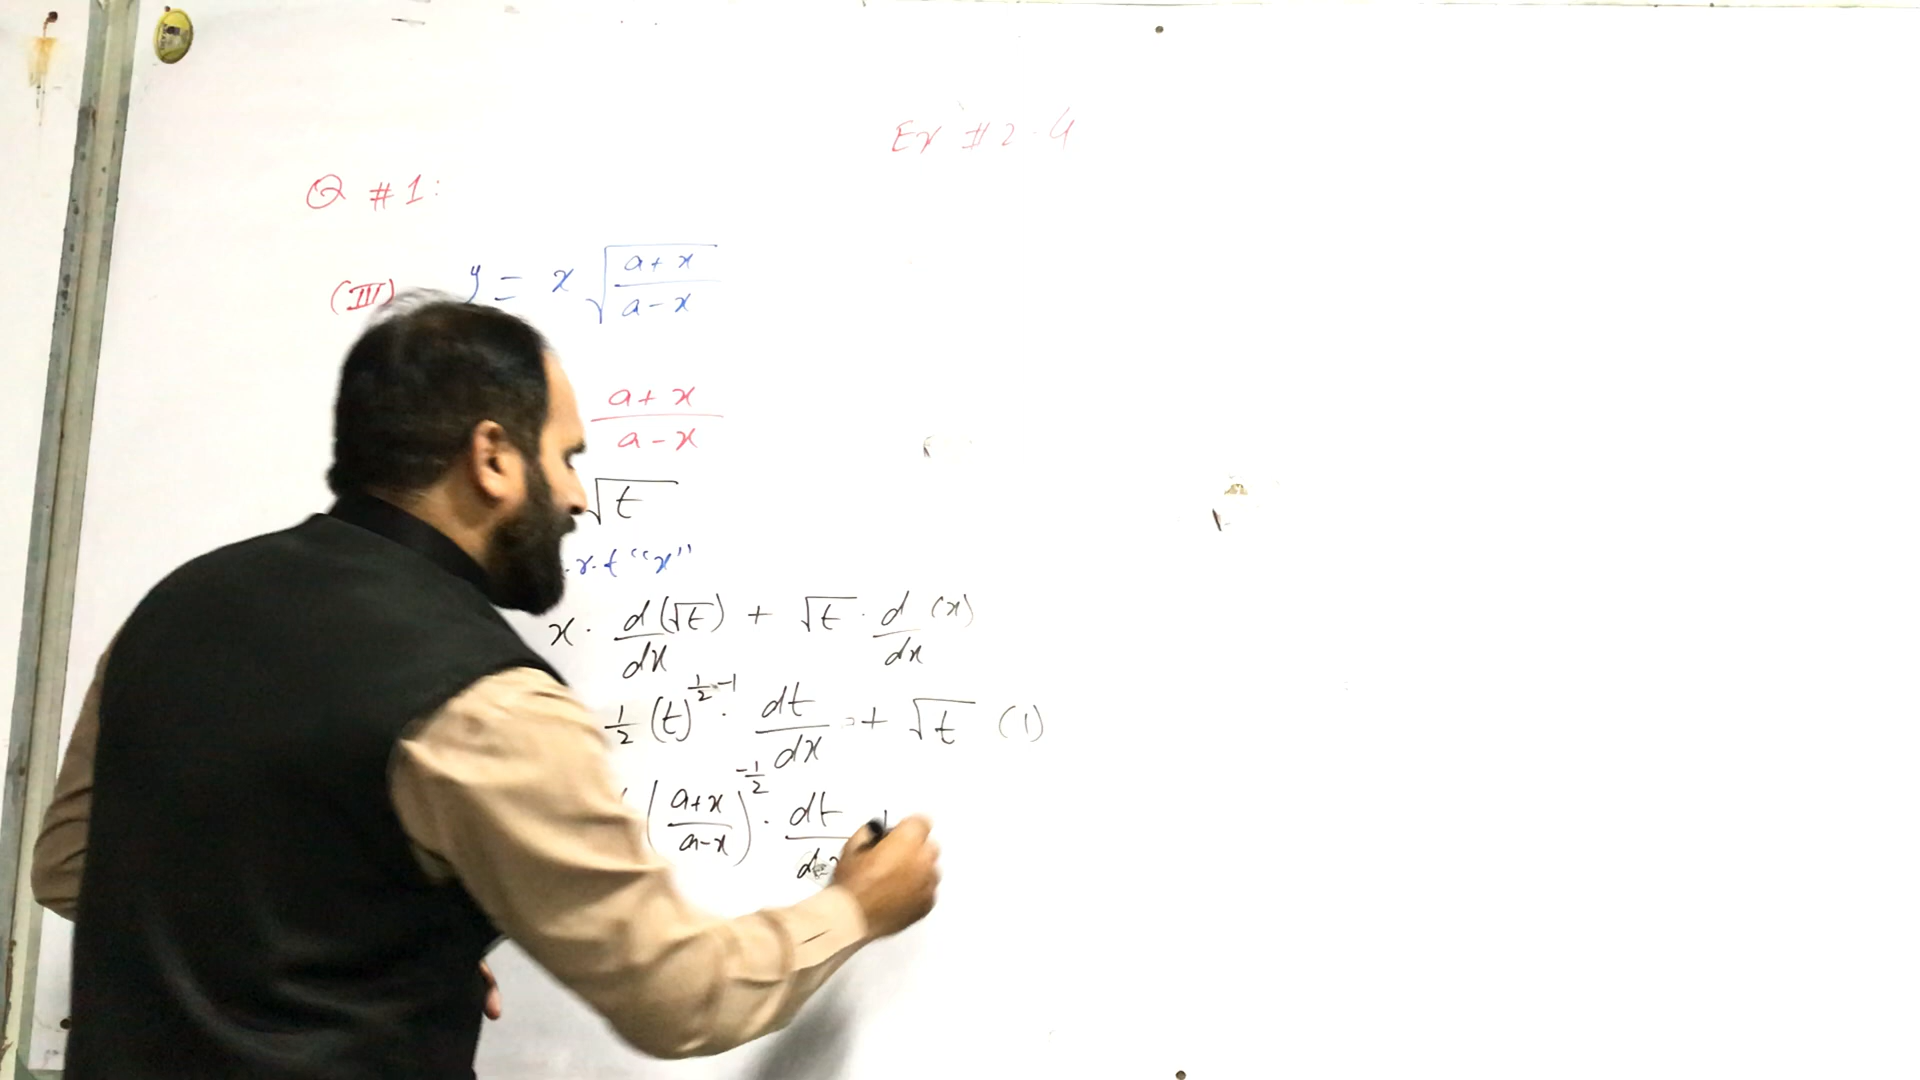 Ex # 2.4
Q # 1:
(III) y = x √((a+x)/(a-x))
(a+x)/(a-x)
√t
.r.t "x"
x. d/dx (√t) + √t . d/dx (x)
1/2 (t)^(1/2 -1) . dt/dx + √t (1)
((a+x)/(a-x))^(-1/2) . dt/dx